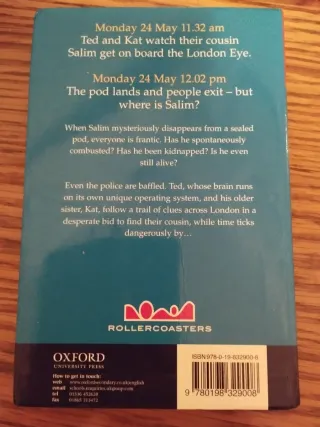 Monday 24 May 11.32 am
Ted and Kat watch their cousin
Salim get on board the London Eye.
Monday 24 May 12.02 pm
The pod lands and people exit – but
where is Salim?
When Salim mysteriously disappears from a sealed
pod, everyone is frantic. Has he spontaneously
combusted? Has he been kidnapped? Is he even
still alive?
Even the police are baffled. Ted, whose brain runs
on its own unique operating system, and his older
sister, Kat, follow a trail of clues across London in a
desperate bid to find their cousin, while time ticks
dangerously by…
ROLLERCOASTERS
OXFORD
UNIVERSITY PRESS
How to get in touch:
web
email
tel
fax
ISBN 978-0-19-832900-8
9 780198 329008